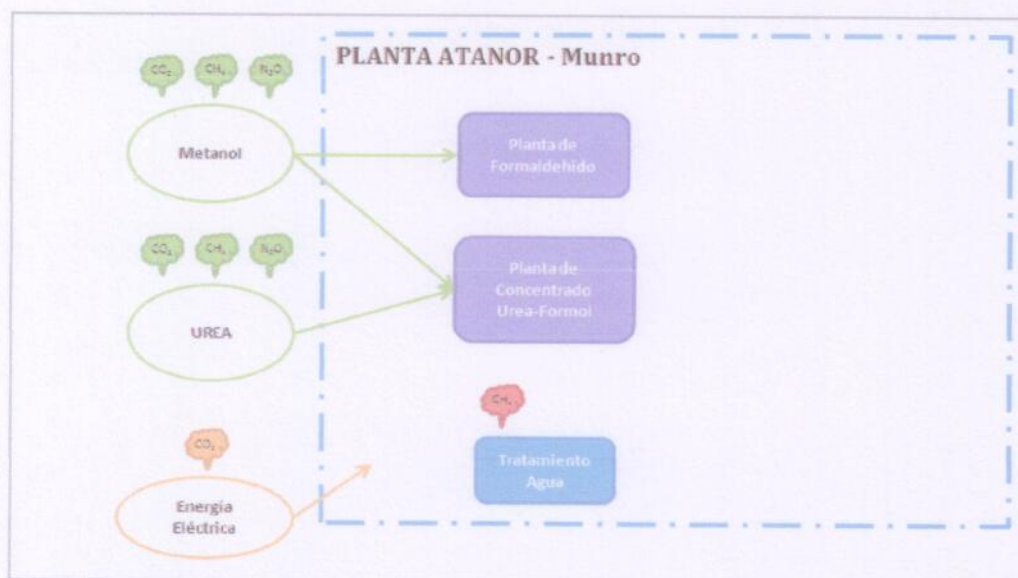 PLANTA ATANOR - Munro
CO₂ CH₄ N₂O
Metanol
Planta de
Formaldehido
CO₂ CH₄ N₂O
UREA
Planta de
Concentrado
Urea-Formol
CH₄
CO₂
Tratamiento
Agua
Energía
Eléctrica